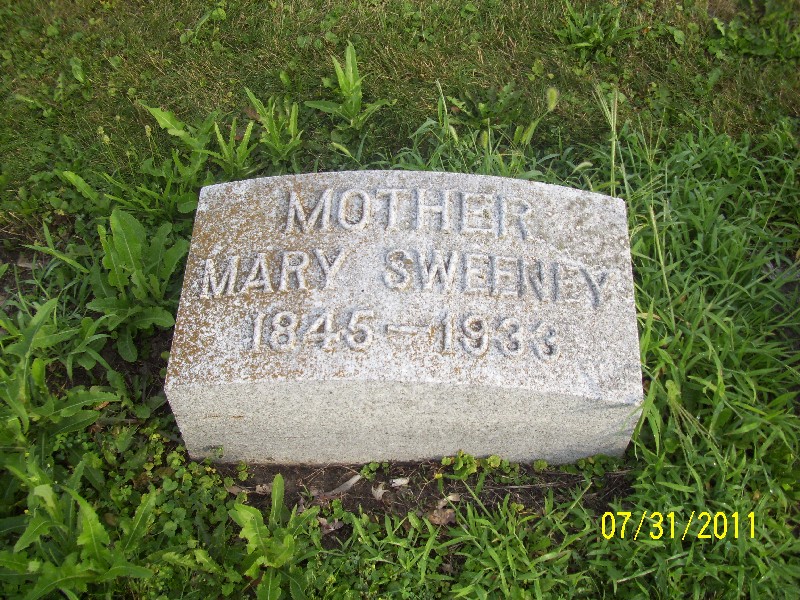 MOTHER
MARY SWEENEY
1845-1933
07/31/2011